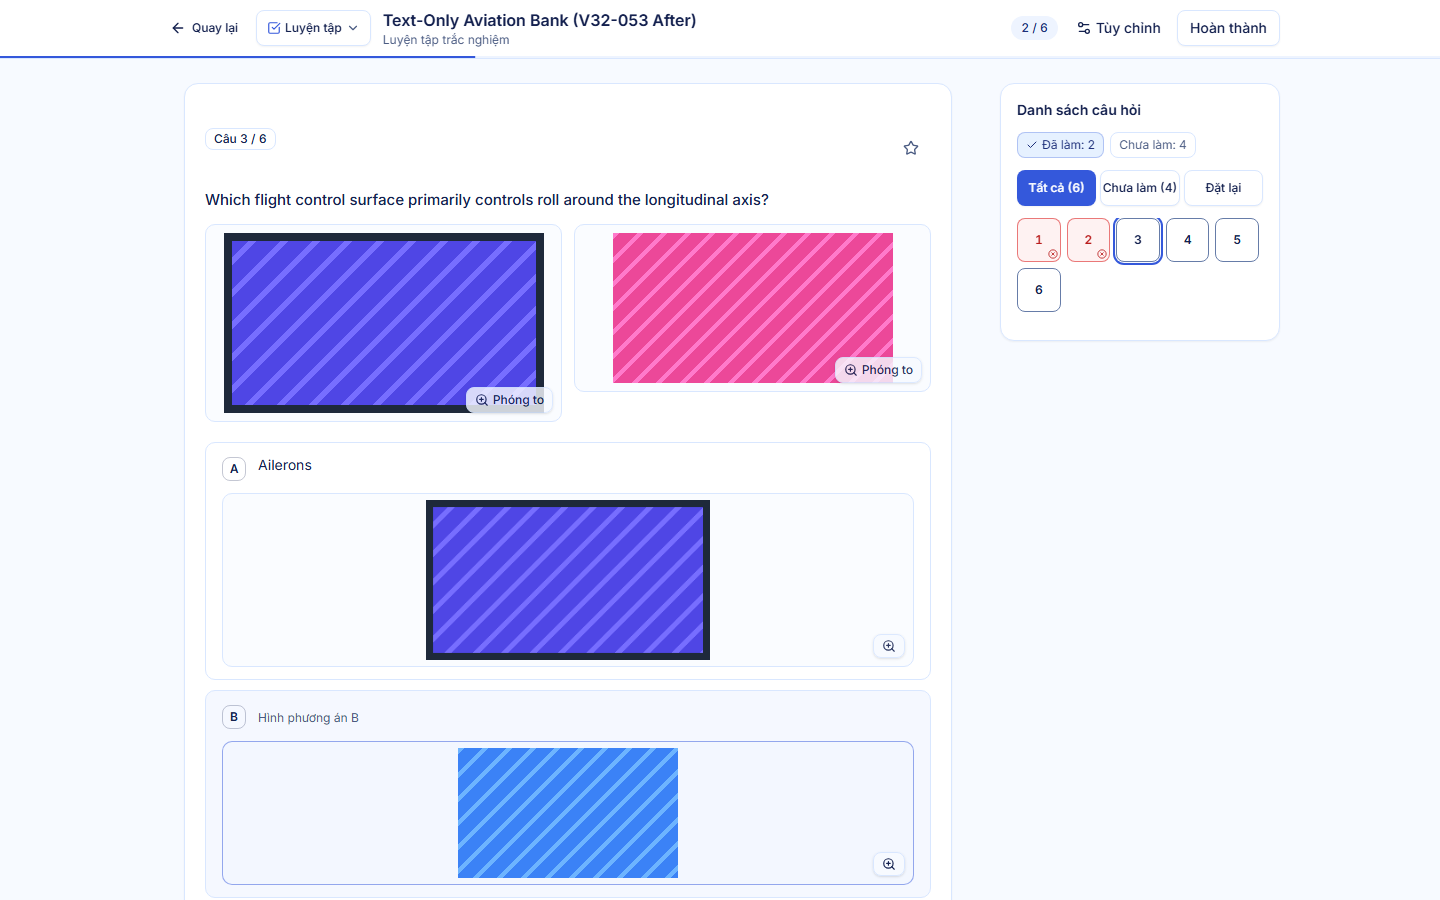 Quay lại
Luyện tập
Text-Only Aviation Bank (V32-053 After)
Luyện tập trắc nghiệm
2 / 6
Tùy chỉnh
Hoàn thành
Câu 3 / 6
Which flight control surface primarily controls roll around the longitudinal axis?
Phóng to
Phóng to
A
Ailerons
B
Hình phương án B
Danh sách câu hỏi
Đã làm: 2
Chưa làm: 4
Tất cả (6)
Chưa làm (4)
Đặt lại
1
2
3
4
5
6